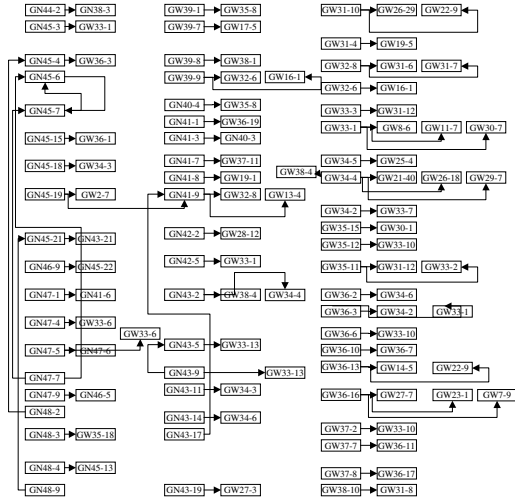 GN44-2 GN38-3
GN45-3 GW33-1
GN45-4 GW36-3
GN45-6
GN45-7
GN45-15 GW36-1
GN45-18 GW34-3
GN45-19 GW2-7
GN45-21 GN43-21
GN46-9 GN45-22
GN47-1 GN41-6
GN47-4 GW33-6
GW33-6
GN47-5 GN47-6
GN47-7
GN47-9 GN46-5
GN48-2
GN48-3 GW35-18
GN48-4 GN45-13
GN48-9
GW39-1 GW35-8
GW39-7 GW17-5
GW39-8 GW38-1
GW39-9 GW32-6 GW16-1
GN40-4 GW35-8
GN41-1 GW36-19
GN41-3 GN40-3
GN41-7 GW37-11
GN41-8 GW19-1
GN41-9 GW32-8 GW13-4
GN42-2 GW28-12
GN42-5 GW33-1
GN43-2 GW38-4 GW34-4
GN43-5 GW33-13
GN43-9 GW33-13
GN43-11 GW34-3
GN43-14 GW34-6
GN43-17
GN43-19 GW27-3
GW31-10 GW26-29 GW22-9
GW31-4 GW19-5
GW32-8 GW31-6 GW31-7
GW32-6 GW16-1
GW33-3 GW31-12
GW33-1 GW8-6 GW11-7 GW30-7
GW34-5 GW25-4
GW38-4 GW34-4 GW21-40 GW26-18 GW29-7
GW34-2 GW33-7
GW35-15 GW30-1
GW35-12 GW33-10
GW35-11 GW31-12 GW33-2
GW36-2 GW34-6
GW36-3 GW34-2 GW33-1
GW36-6 GW33-10
GW36-10 GW36-7
GW36-13 GW14-5 GW22-9
GW36-16 GW27-7 GW23-1 GW7-9
GW37-2 GW33-10
GW37-7 GW36-11
GW37-8 GW36-17
GW38-10 GW31-8